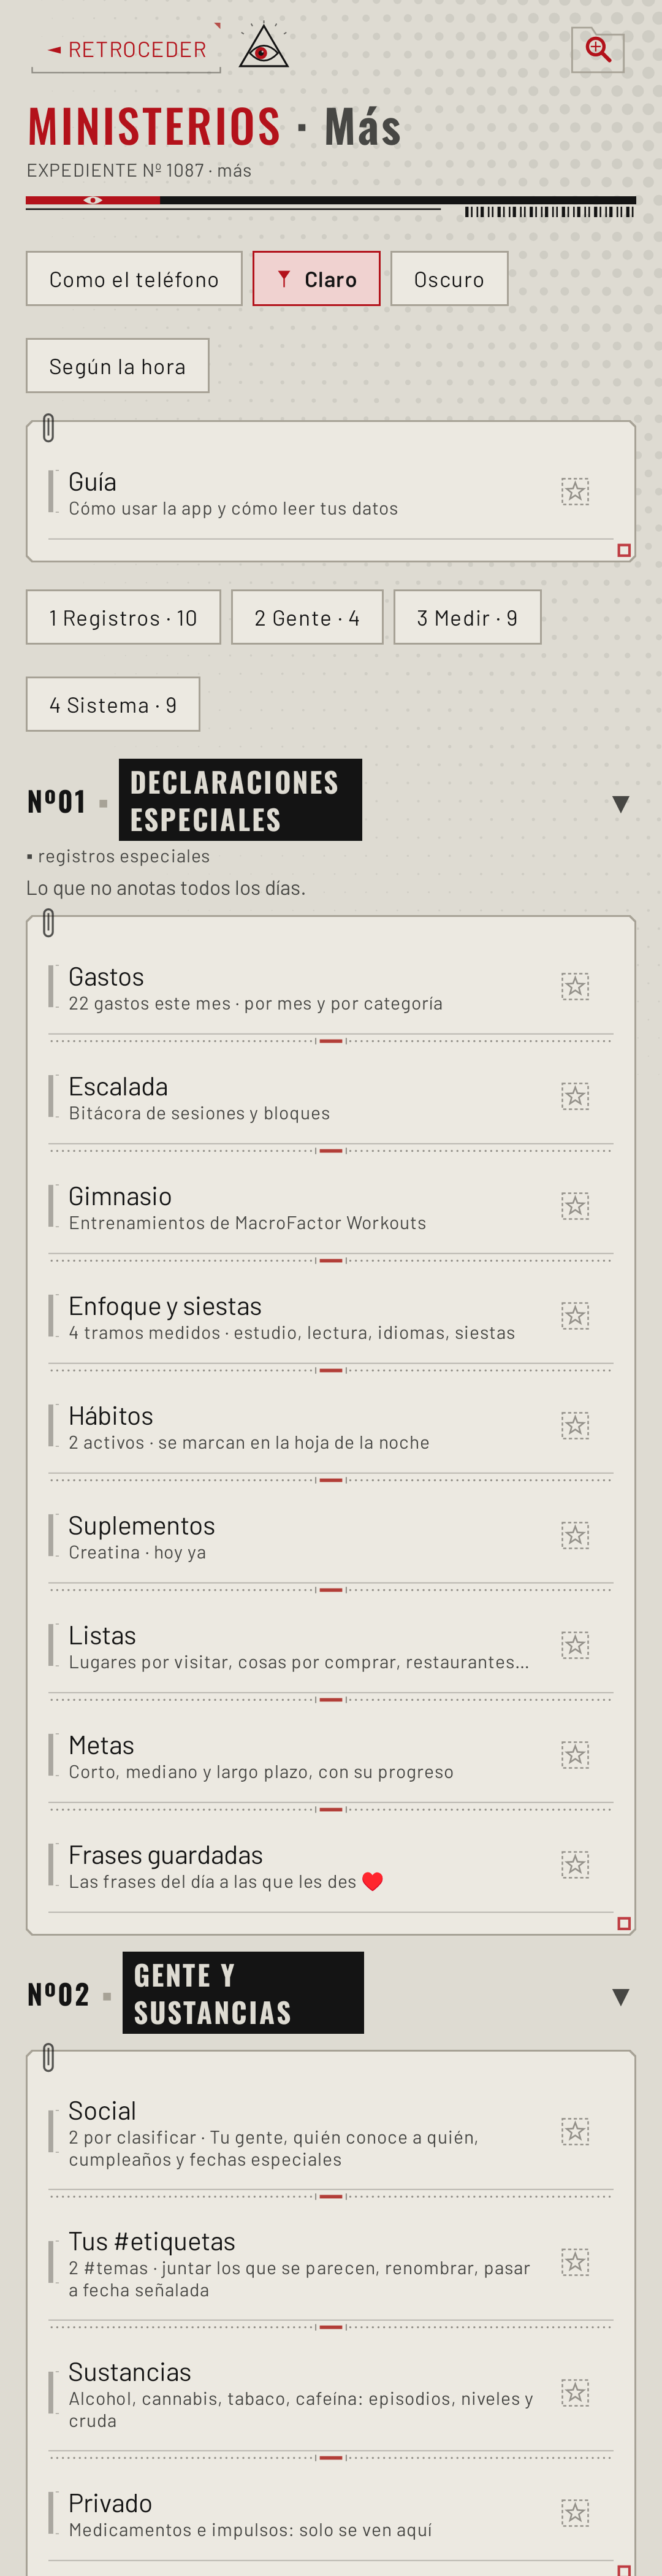 ◄ RETROCEDER
MINISTERIOS · Más
EXPEDIENTE Nº 1087 · más
Como el teléfono
Claro
Oscuro
Según la hora
Guía
Cómo usar la app y cómo leer tus datos
1 Registros · 10
2 Gente · 4
3 Medir · 9
4 Sistema · 9
Nº01
DECLARACIONES
ESPECIALES
▪ registros especiales
Lo que no anotas todos los días.
Gastos
22 gastos este mes · por mes y por categoría
Escalada
Bitácora de sesiones y bloques
Gimnasio
Entrenamientos de MacroFactor Workouts
Enfoque y siestas
4 tramos medidos · estudio, lectura, idiomas, siestas
Hábitos
2 activos · se marcan en la hoja de la noche
Suplementos
Creatina · hoy ya
Listas
Lugares por visitar, cosas por comprar, restaurantes…
Metas
Corto, mediano y largo plazo, con su progreso
Frases guardadas
Las frases del día a las que les des ♥
Nº02
GENTE Y
SUSTANCIAS
Social
2 por clasificar · Tu gente, quién conoce a quién,
cumpleaños y fechas especiales
Tus #etiquetas
2 #temas · juntar los que se parecen, renombrar, pasar
a fecha señalada
Sustancias
Alcohol, cannabis, tabaco, cafeína: episodios, niveles y
cruda
Privado
Medicamentos e impulsos: solo se ven aquí